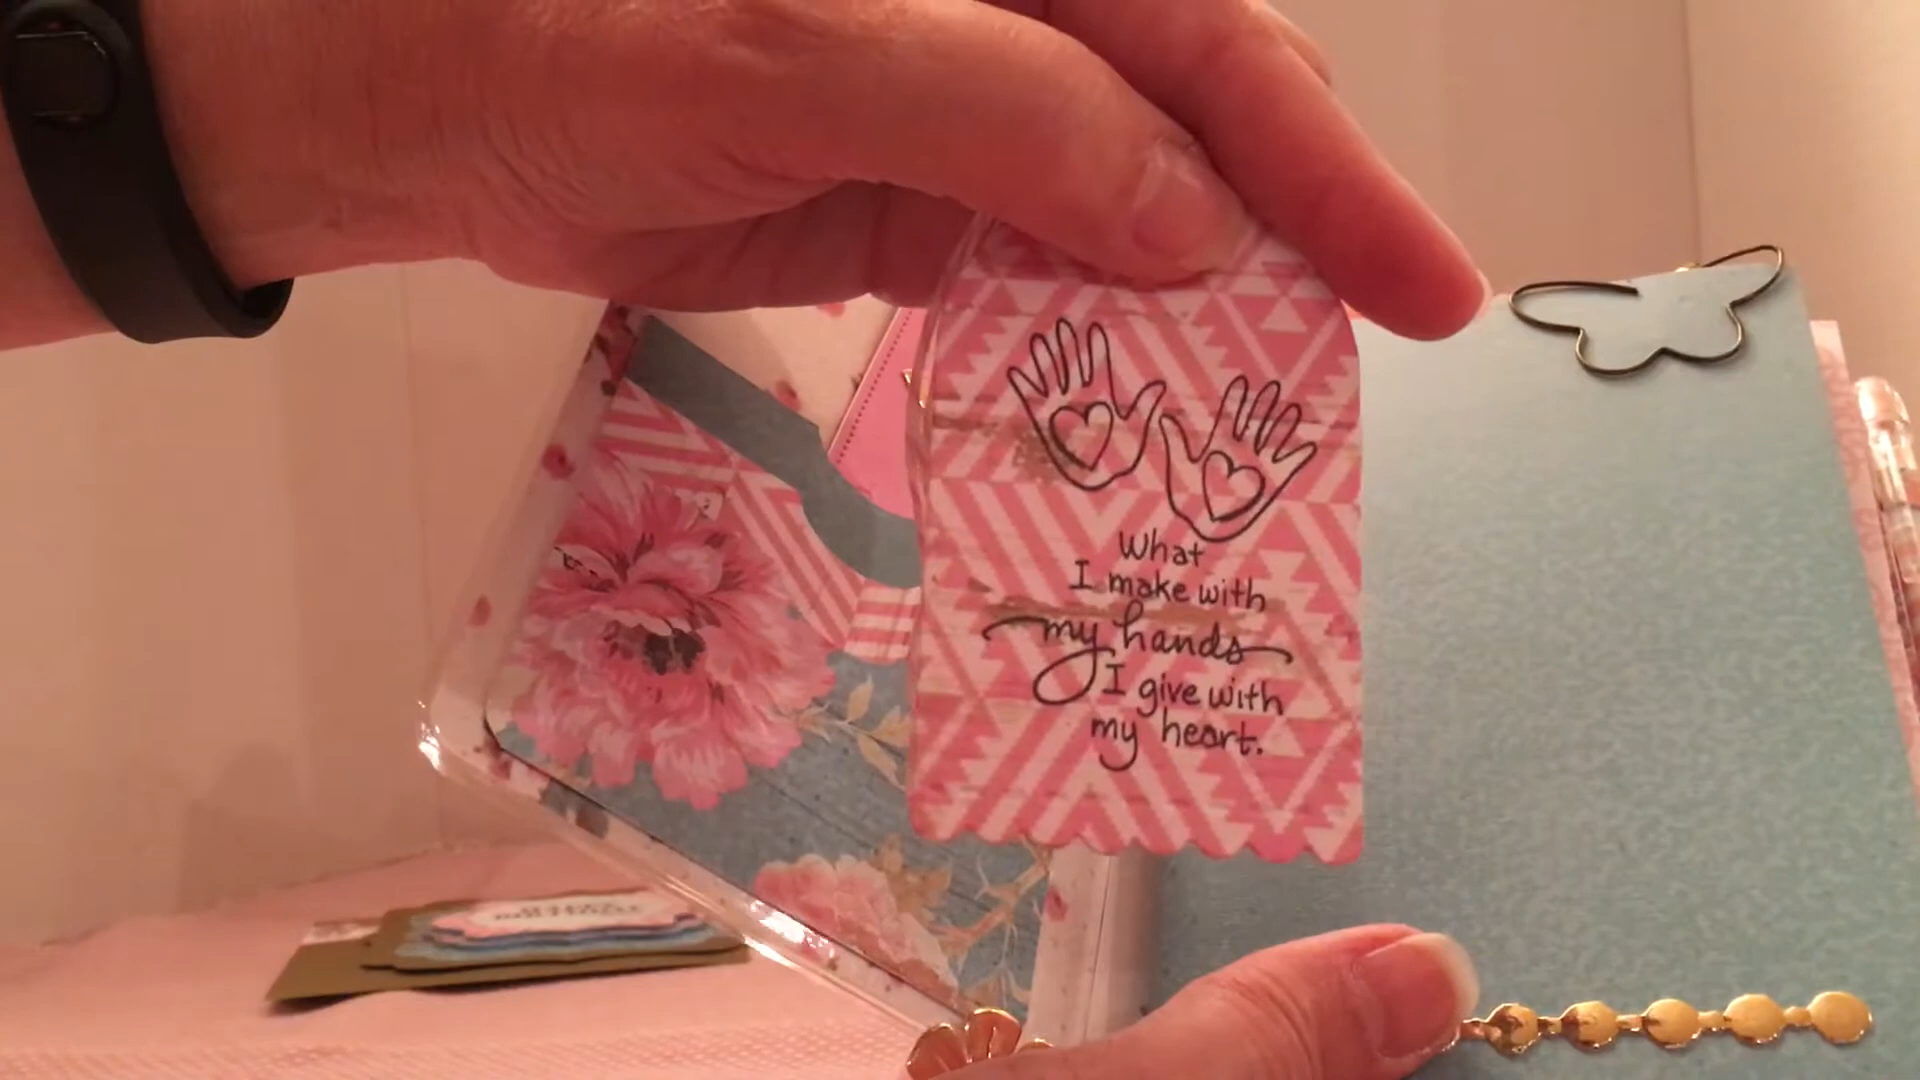 What
I make with
my hands
I give with
my heart.